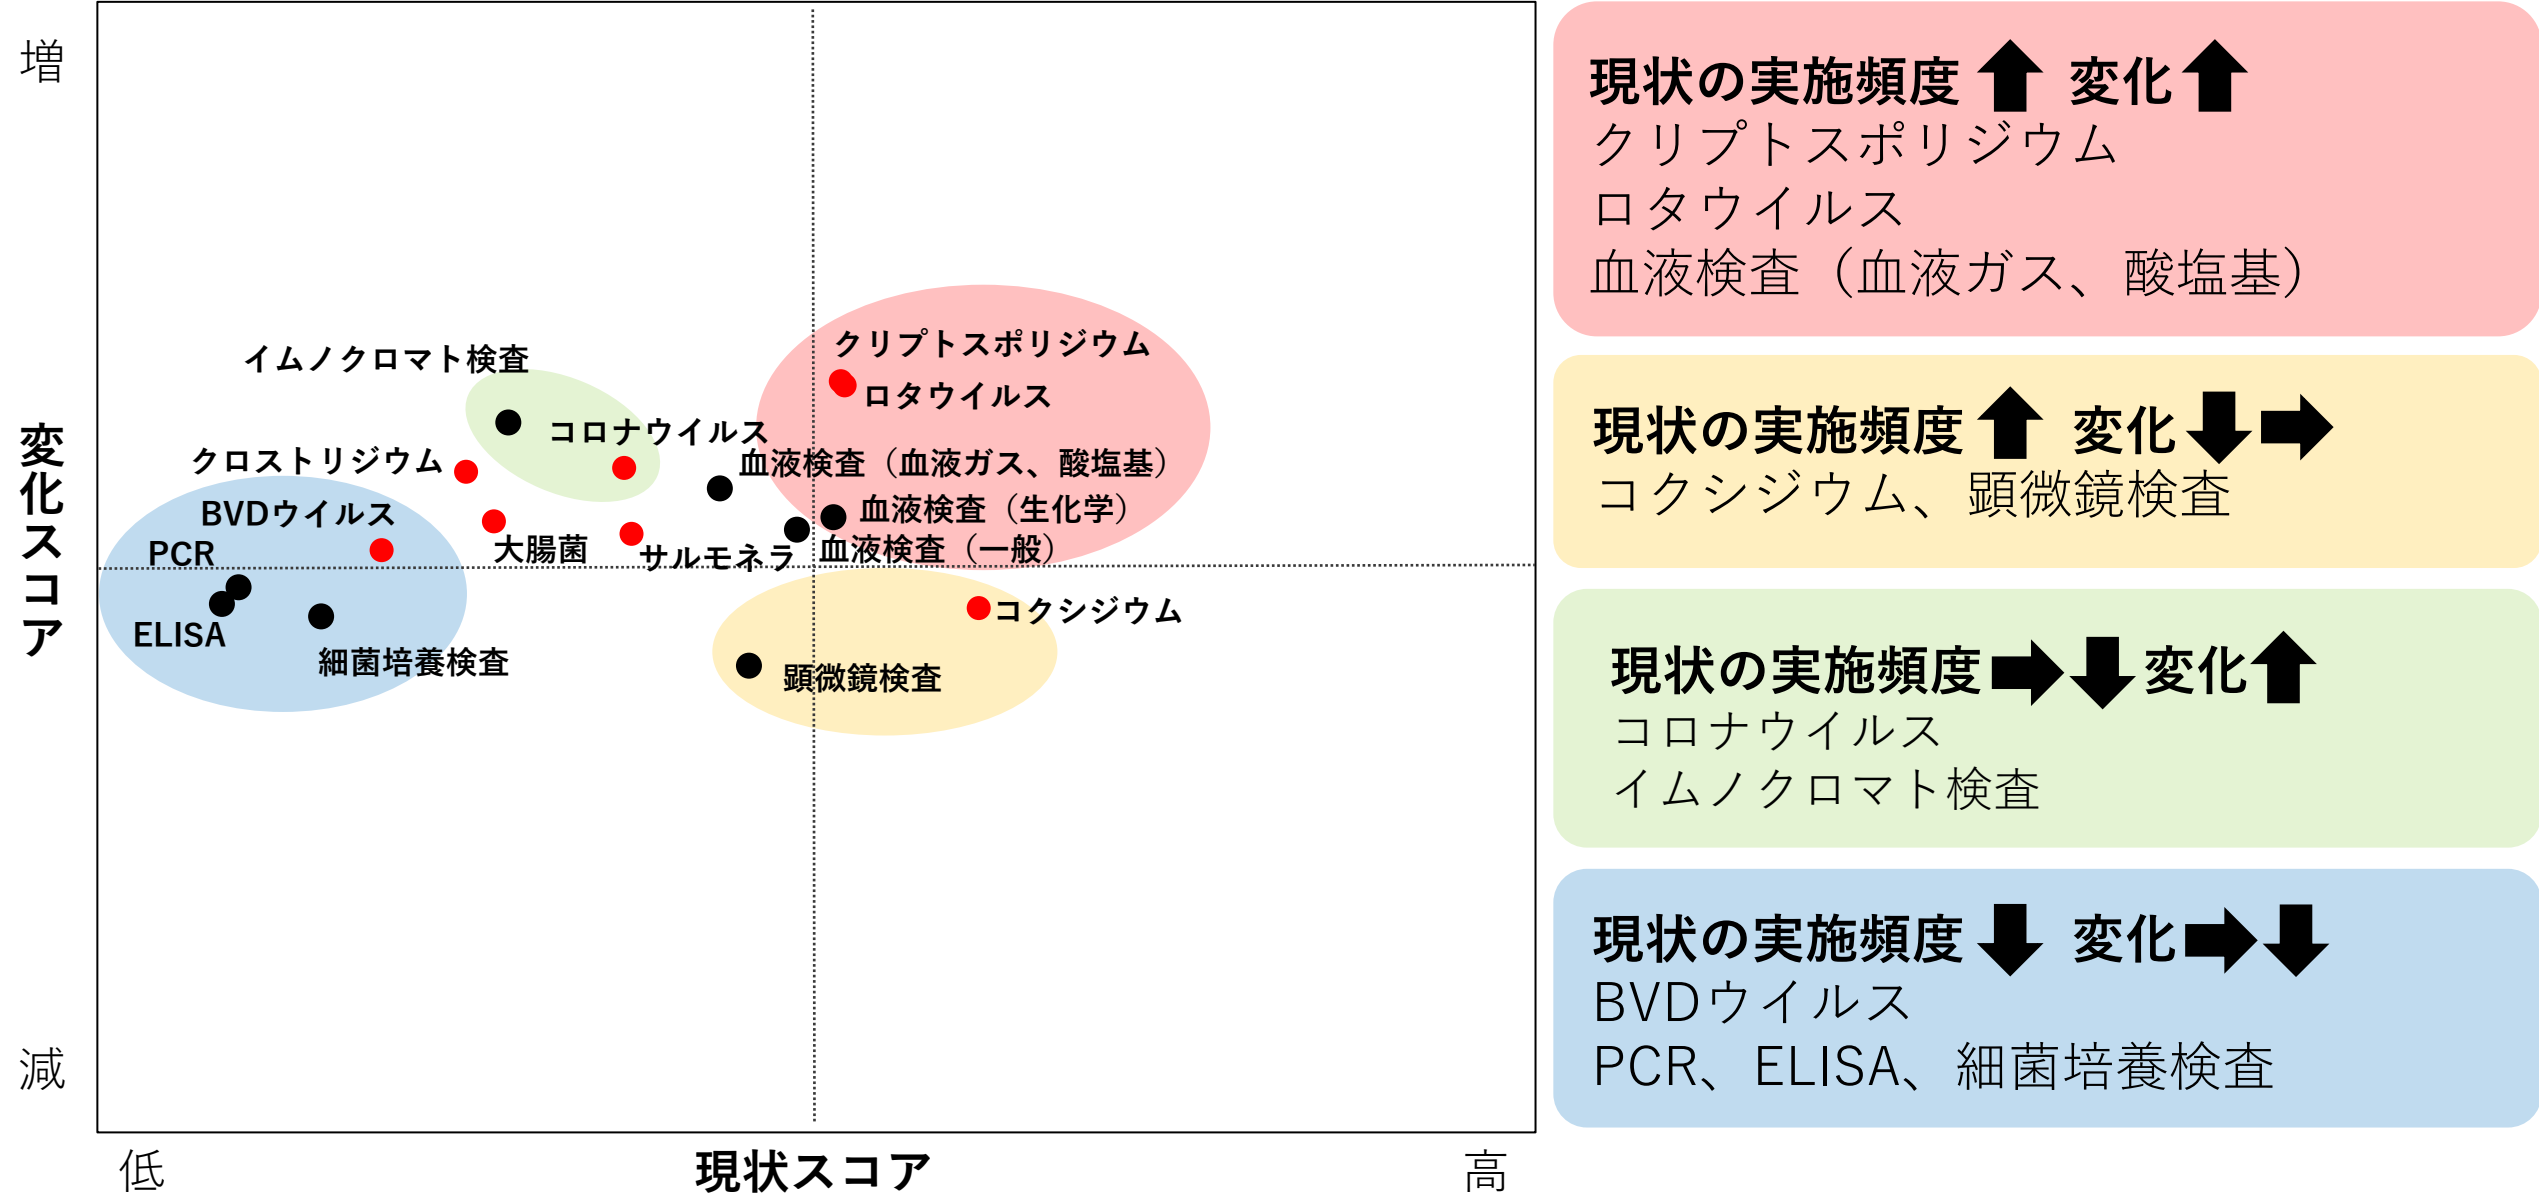 増
変化スコア
減
低
現状スコア
高
イムノクロマト検査
クリプトスポリジウム
ロタウイルス
コロナウイルス
クロストリジウム
血液検査（血液ガス、酸塩基）
BVDウイルス
血液検査（生化学）
PCR
大腸菌
サルモネラ
血液検査（一般）
ELISA
コクシジウム
細菌培養検査
顕微鏡検査
現状の実施頻度 変化
クリプトスポリジウム
ロタウイルス
血液検査（血液ガス、酸塩基）
現状の実施頻度 変化
コクシジウム、顕微鏡検査
現状の実施頻度 変化
コロナウイルス
イムノクロマト検査
現状の実施頻度 変化
BVDウイルス
PCR、ELISA、細菌培養検査